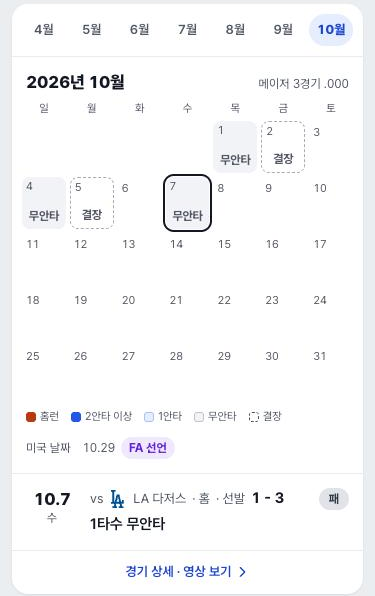 4월 5월 6월 7월 8월 9월 10월
2026년 10월 메이저 3경기 .000
일 월 화 수 목 금 토
1 무안타 2 결장 3
4 무안타 5 결장 6 7 무안타 8 9 10
11 12 13 14 15 16 17
18 19 20 21 22 23 24
25 26 27 28 29 30 31
홈런 2안타 이상 1안타 무안타 결장
미국 날짜 10.29 FA 선언
10.7 vs LA LA 다저스 · 홈 · 선발 1 - 3 패
수 1타수 무안타
경기 상세 · 영상 보기 >